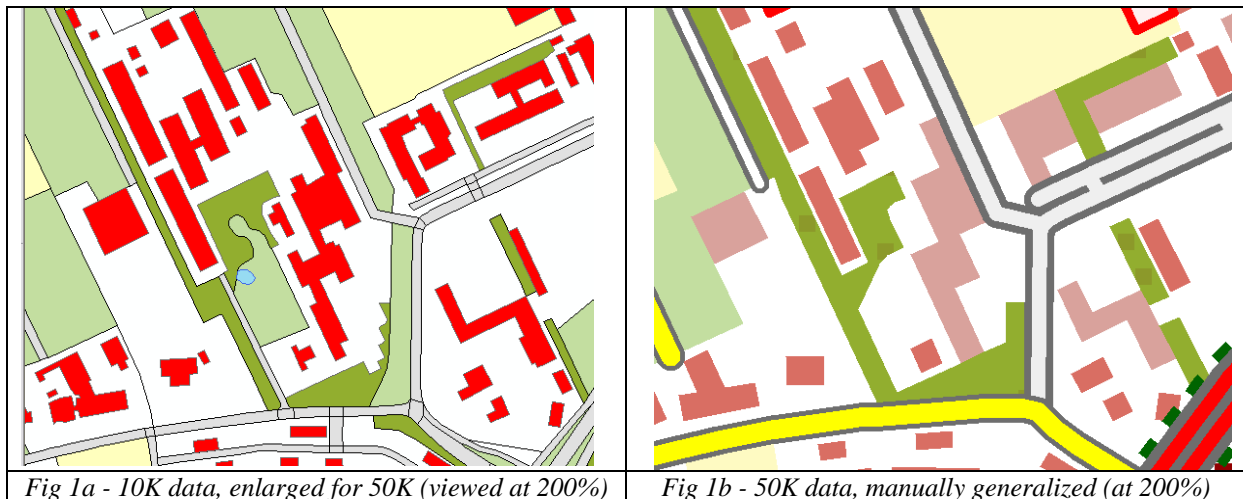 Fig 1a - 10K data, enlarged for 50K (viewed at 200%)
Fig 1b - 50K data, manually generalized (at 200%)